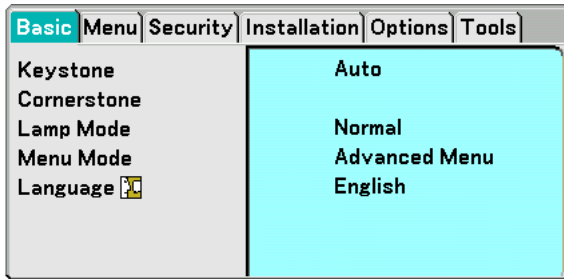 Basic Menu Security Installation Options Tools
Keystone Auto
Cornerstone
Lamp Mode Normal
Menu Mode Advanced Menu
Language English